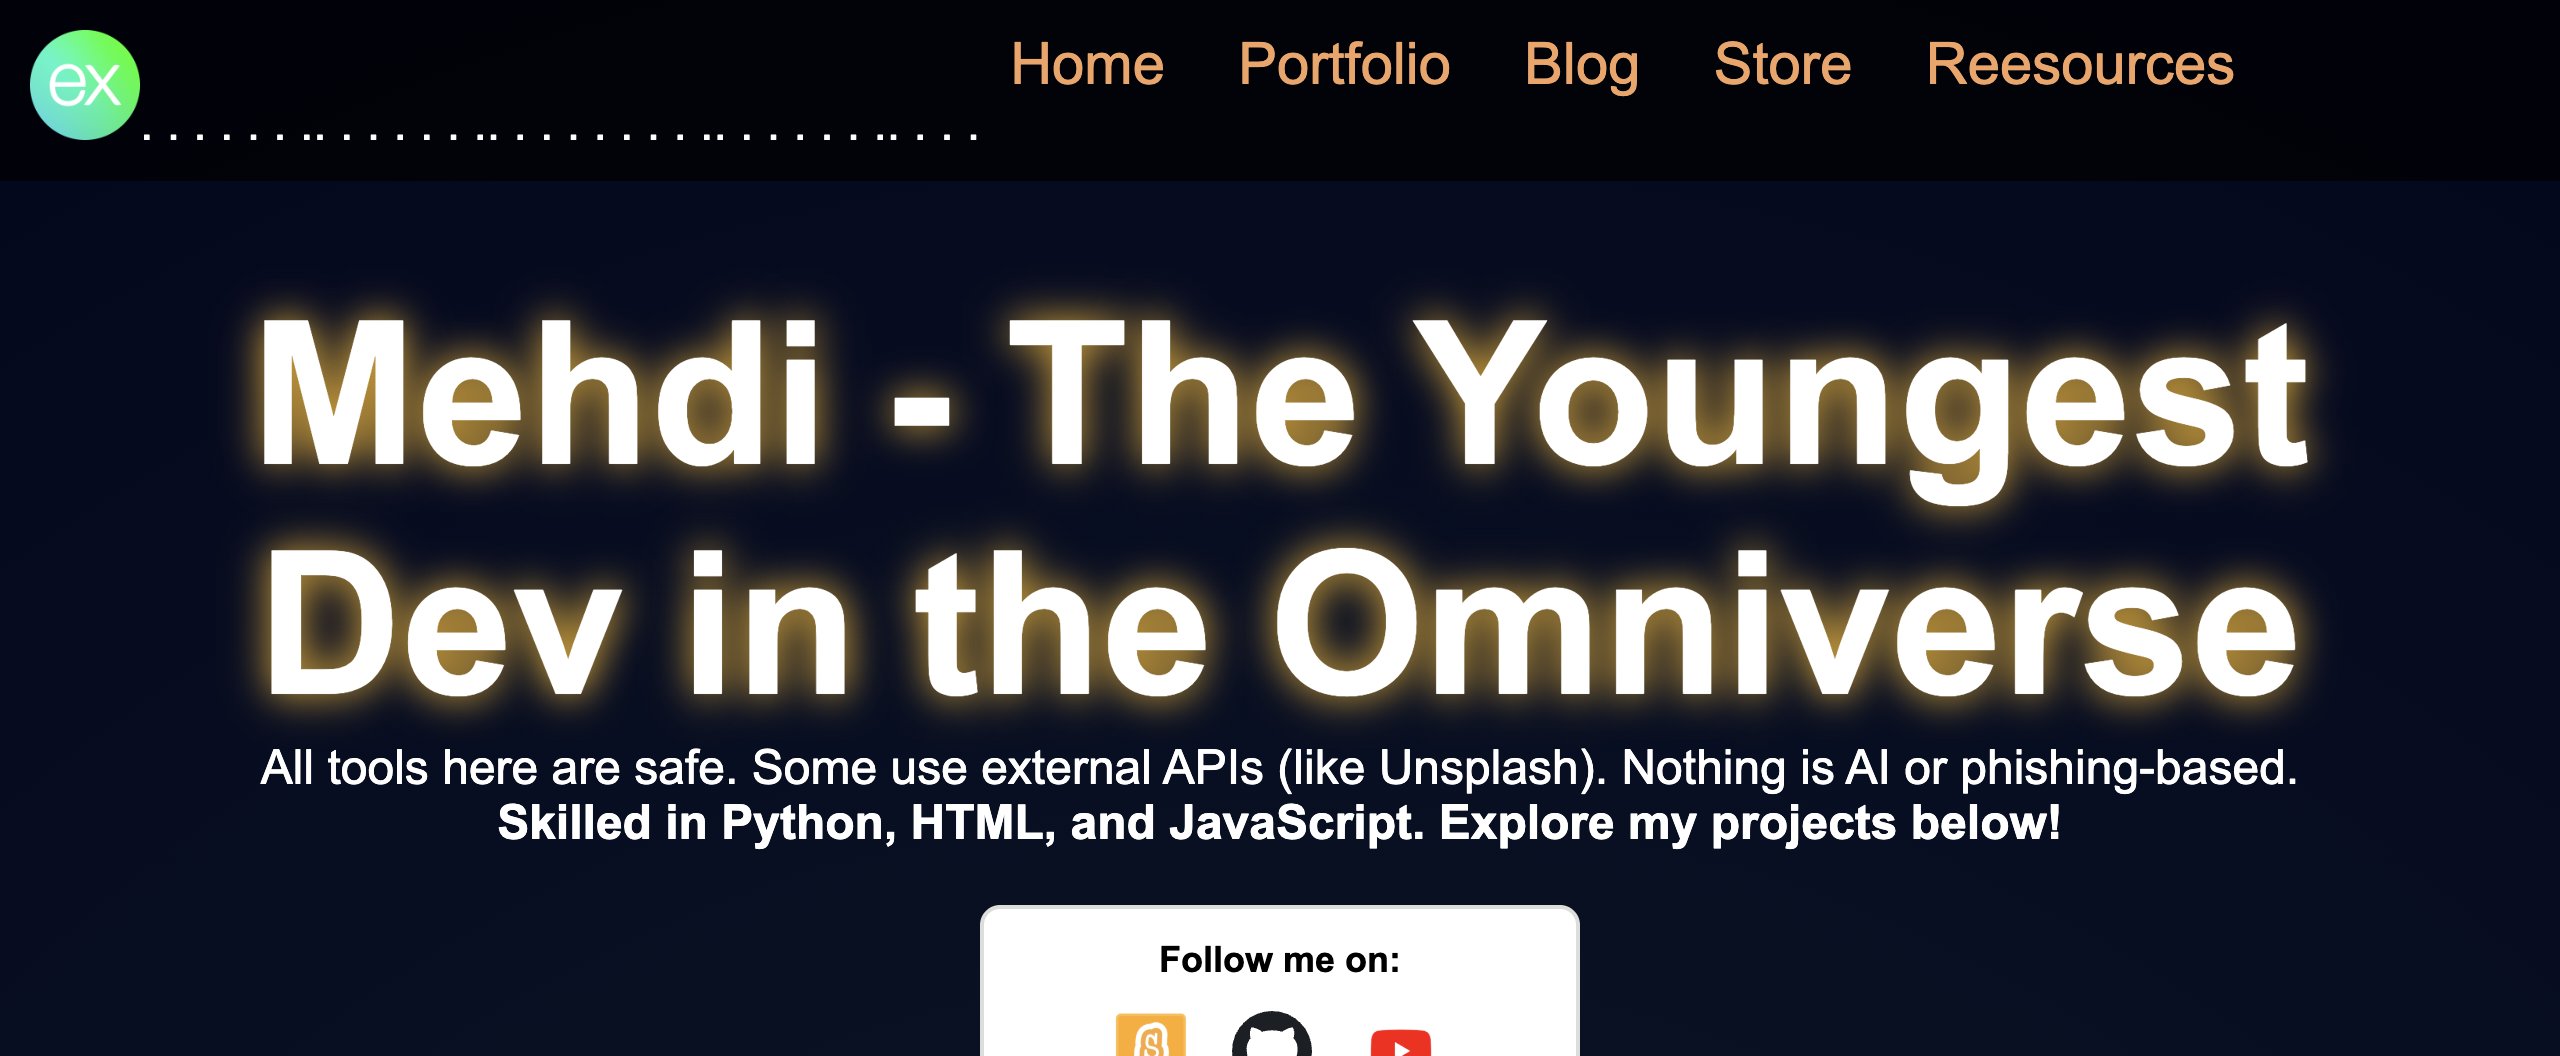 ex
. . . . . . .. . . . . .. . . . . . . .. . . . . .. . . .
Home Portfolio Blog Store Reesources
Mehdi - The Youngest
Dev in the Omniverse
All tools here are safe. Some use external APIs (like Unsplash). Nothing is AI or phishing-based.
Skilled in Python, HTML, and JavaScript. Explore my projects below!
Follow me on:
S